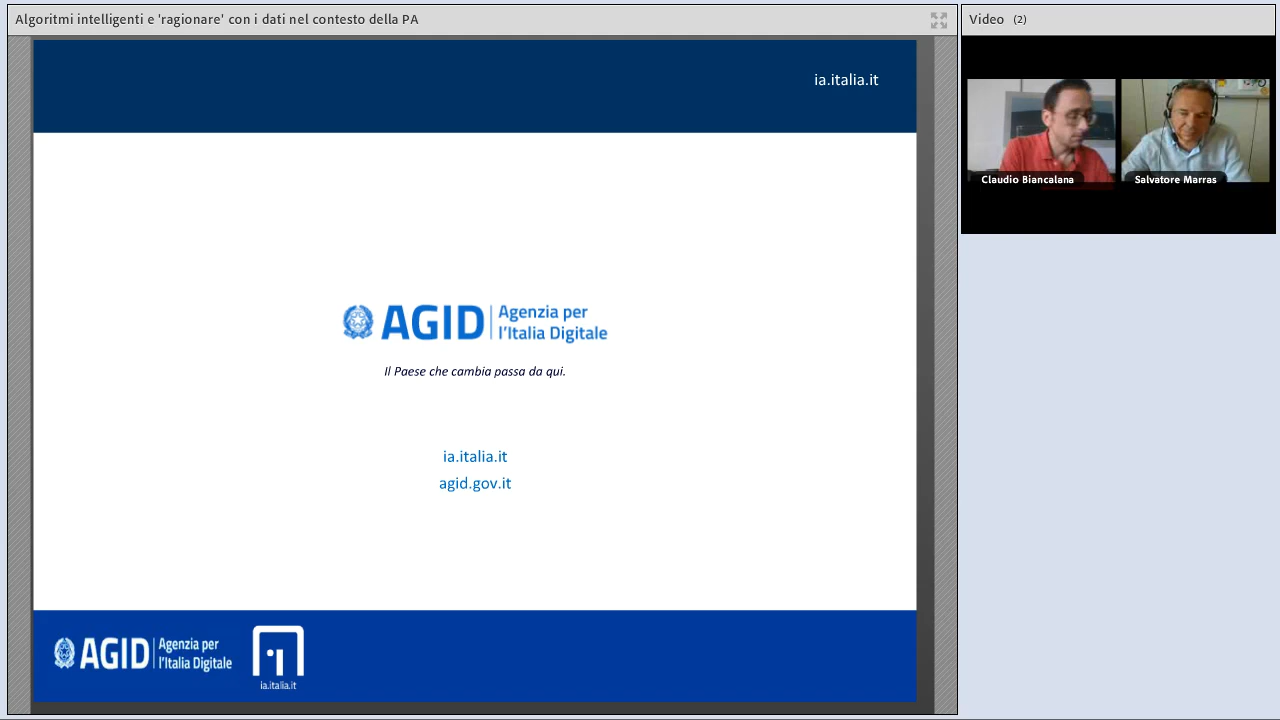 Algoritmi intelligenti e 'ragionare' con i dati nel contesto della PA
Video (2)
ia.italia.it
Claudio Biancalana
Salvatore Marras
AGID
Agenzia per
l'Italia Digitale
Il Paese che cambia passa da qui.
ia.italia.it
agid.gov.it
AGID
Agenzia per
l'Italia Digitale
ia.italia.it